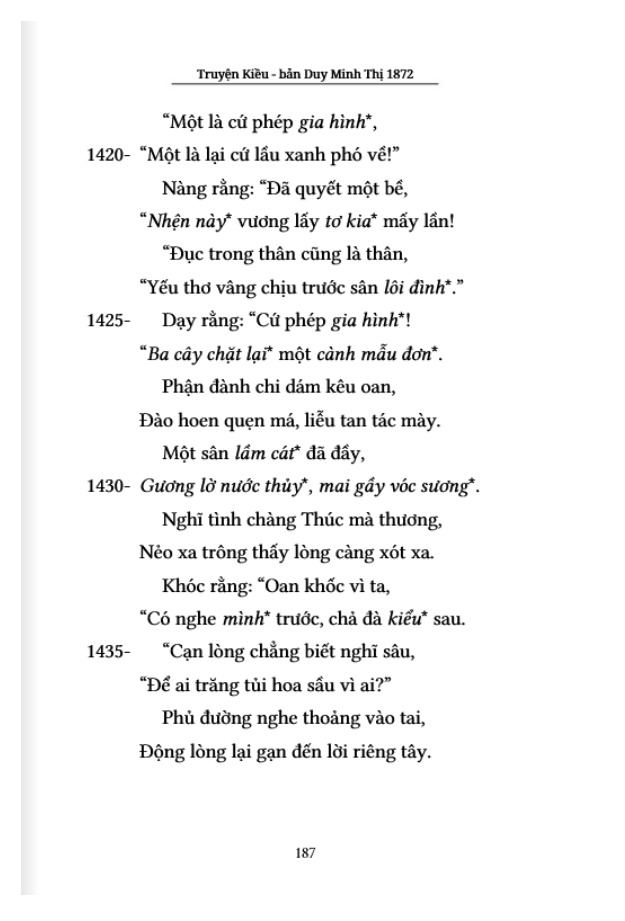 Truyện Kiều - bản Duy Minh Thị 1872
“Một là cứ phép gia hình*,
1420- “Một là lại cứ lầu xanh phó về!”
Nàng rằng: “Đã quyết một bề,
“Nhện này* vương lấy tơ kia* mấy lần!
“Đục trong thân cũng là thân,
“Yếu thơ vâng chịu trước sân lôi đình*.”
1425- Dạy rằng: “Cứ phép gia hình*!
“Ba cây chặt lại* một cành mẫu đơn*.
Phận đành chi dám kêu oan,
Đào hoen quẹn má, liễu tan tác mày.
Một sân lầm cát* đã đầy,
1430- Gương lờ nước thủy*, mai gầy vóc sương*.
Nghĩ tình chàng Thúc mà thương,
Nẻo xa trông thấy lòng càng xót xa.
Khóc rằng: “Oan khốc vì ta,
“Có nghe mình* trước, chả đà kiểu* sau.
1435- “Cạn lòng chẳng biết nghĩ sâu,
“Để ai trăng tủi hoa sầu vì ai?”
Phủ đường nghe thoảng vào tai,
Động lòng lại gạn đến lời riêng tây.
187